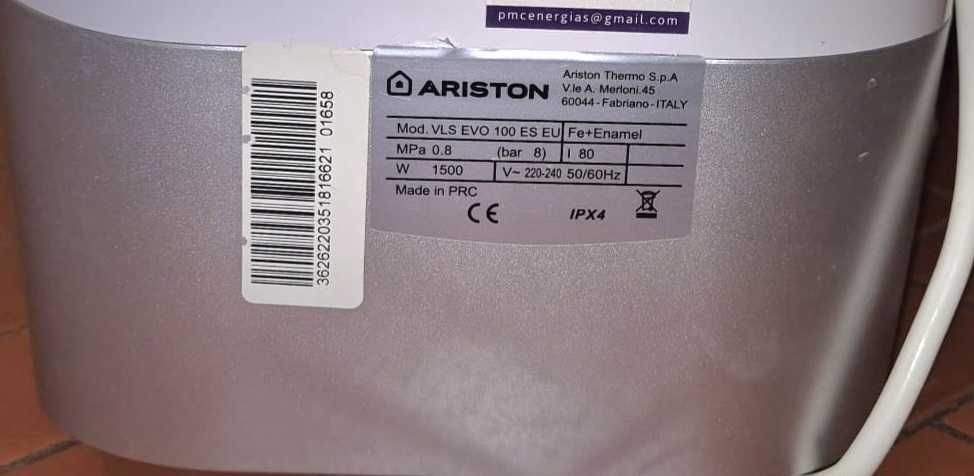 pmcenergias@gmail.com
ARISTON
Ariston Thermo S.p.A
V.le A. Merloni.45
60044-Fabriano-ITALY
Mod. VLS EVO 100 ES EU Fe+Enamel
MPa 0.8 (bar 8) l 80
W 1500 V~ 220-240 50/60Hz
Made in PRC
CE IPX4
3626220351816621 01658